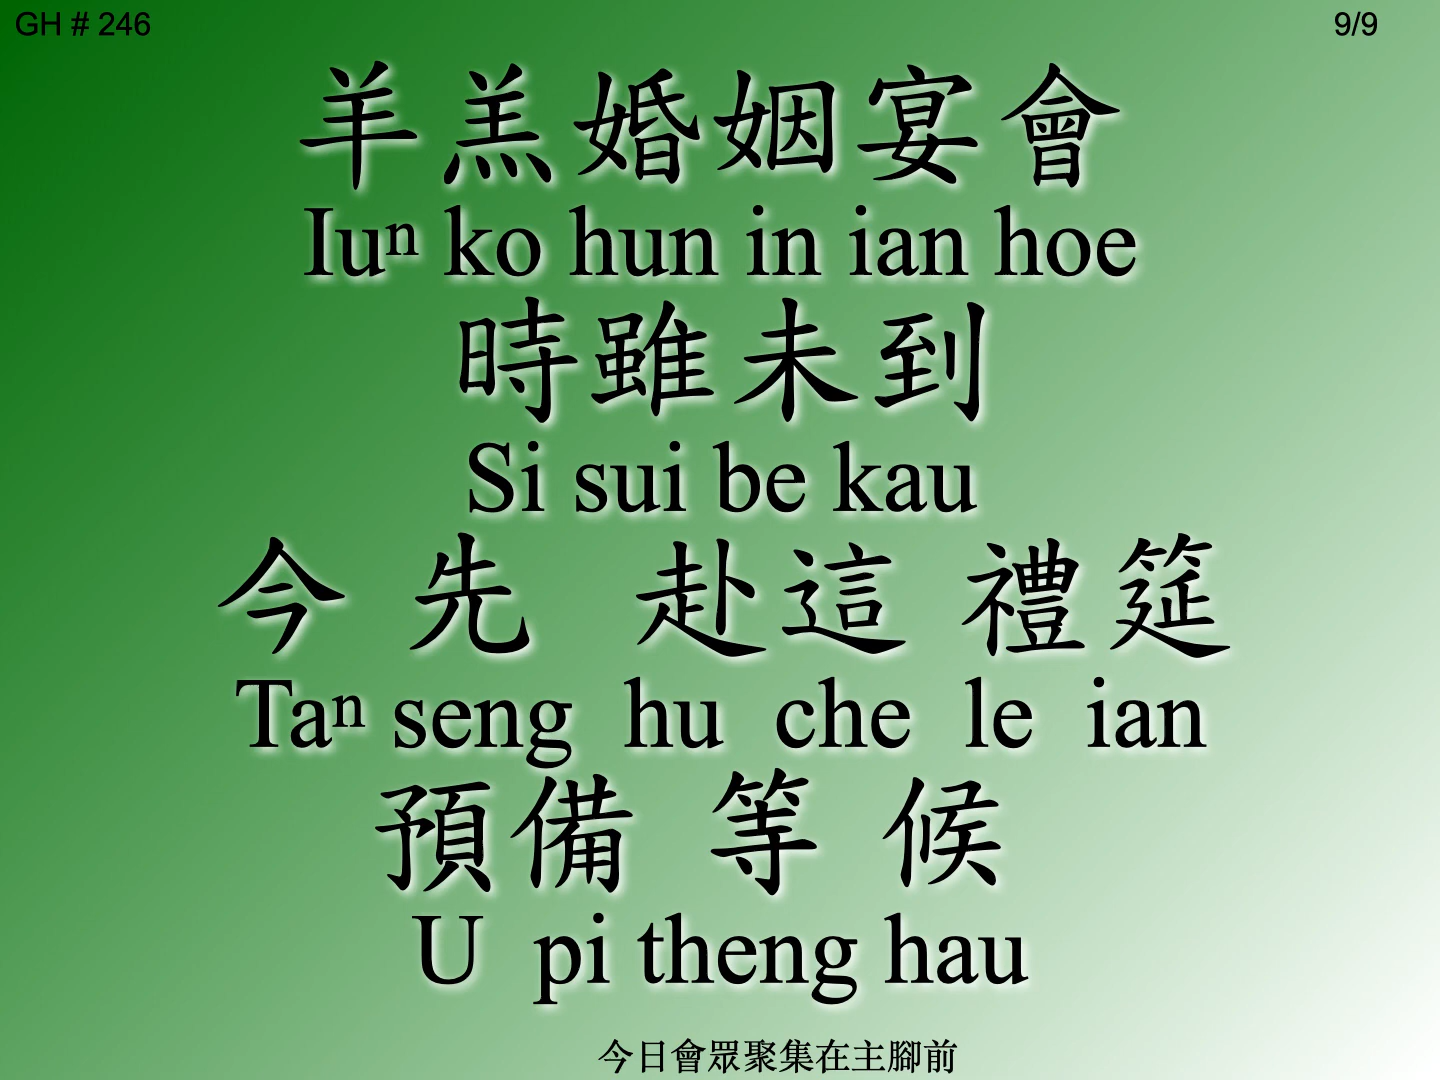 GH # 246
9/9
羊羔婚姻宴會
Iuⁿ ko hun in ian hoe
時雖未到
Si sui be kau
今 先 赴這 禮筵
Taⁿ seng hu che le ian
預備 等 候
U pi theng hau
今日會眾聚集在主腳前